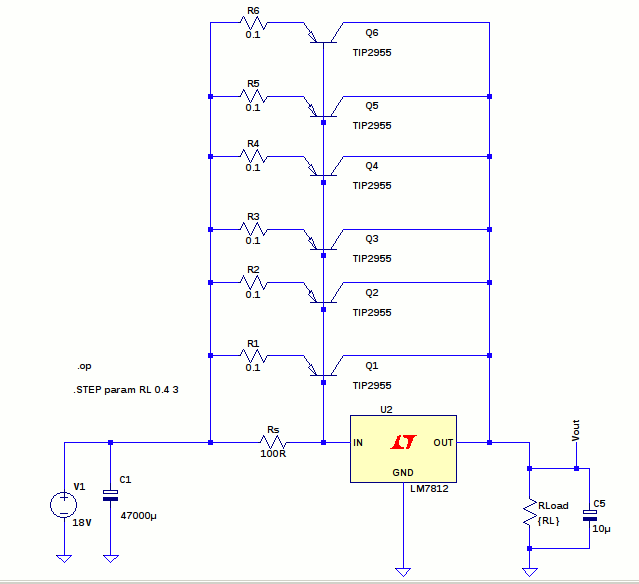 R6
0.1
Q6
TIP2955
R5
0.1
Q5
TIP2955
R4
0.1
Q4
TIP2955
R3
0.1
Q3
TIP2955
R2
0.1
Q2
TIP2955
R1
0.1
Q1
TIP2955
.op
.STEP param RL 0.4 3
Rs
100R
U2
IN
OUT
GND
LM7812
Vout
V1
18V
C1
47000µ
RLoad
{RL}
C5
10µ